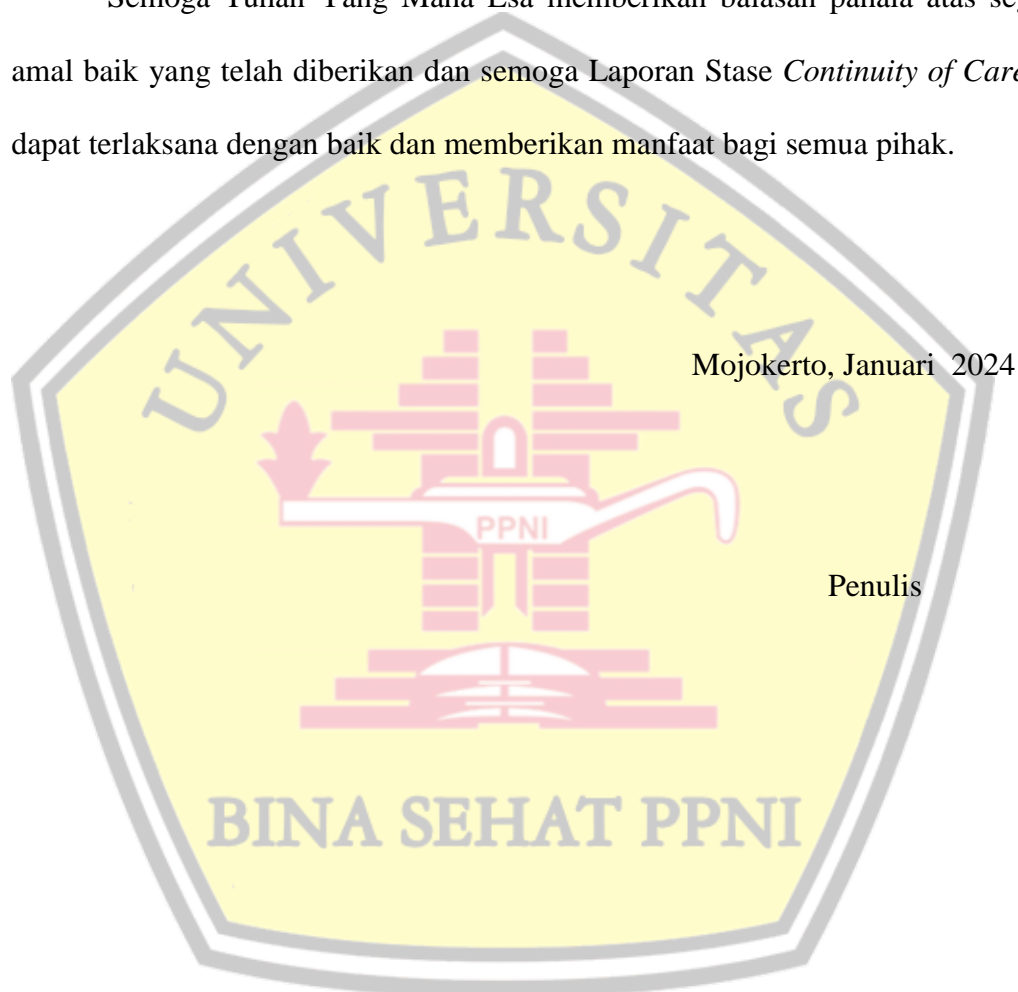 Semoga Tuhan Yang Maha Esa memberikan balasan pahala atas
amal baik yang telah diberikan dan semoga Laporan Stase Continuity of Care
dapat terlaksana dengan baik dan memberikan manfaat bagi semua pihak.
UNIVERSITAS
Mojokerto, Januari 2024
PPNI
Penulis
BINA SEHAT PPNI